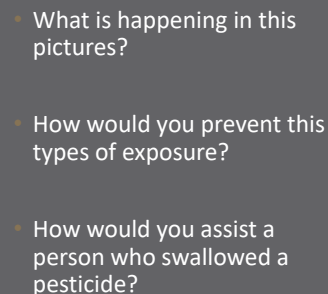 • What is happening in this
pictures?
• How would you prevent this
types of exposure?
• How would you assist a
person who swallowed a
pesticide?